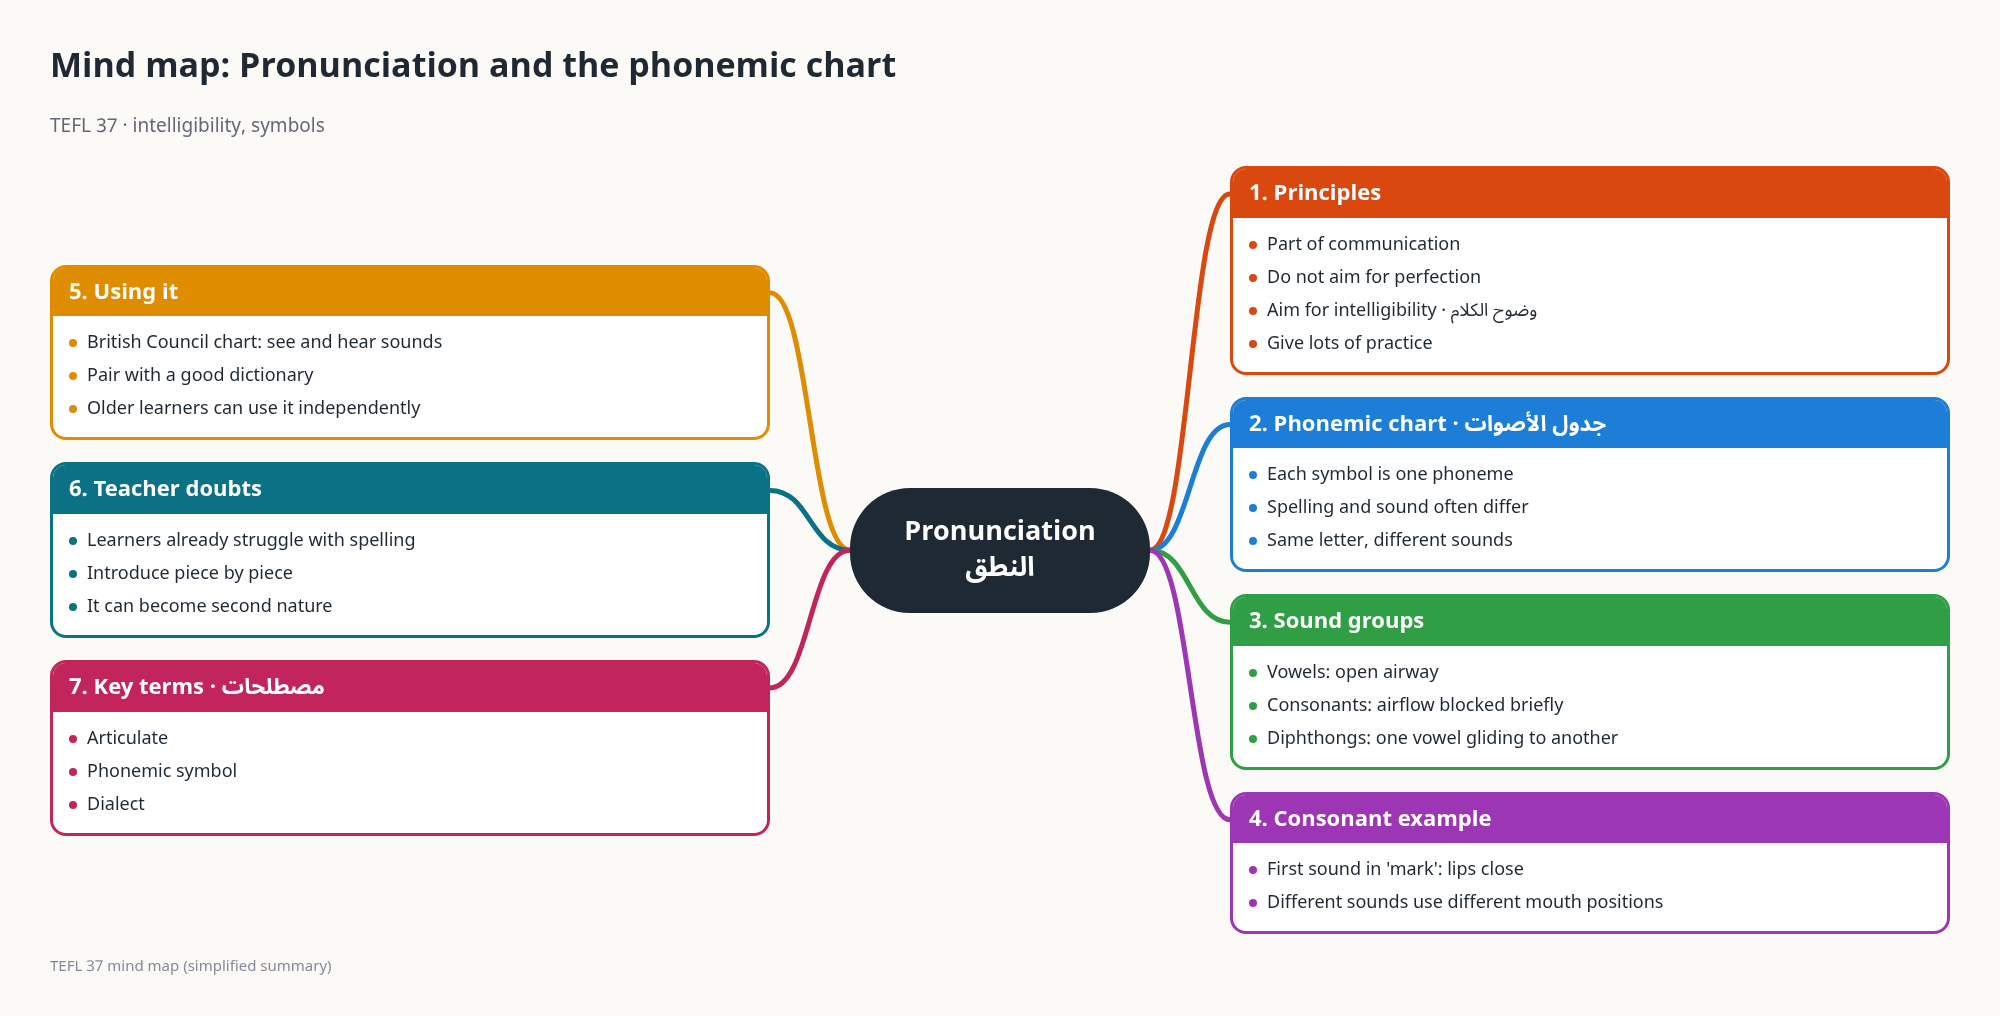 Mind map: Pronunciation and the phonemic chart
TEFL 37 · intelligibility, symbols
1. Principles
Part of communication
Do not aim for perfection
Aim for intelligibility · وضوح الكلام
Give lots of practice
2. Phonemic chart · جدول الأصوات
Each symbol is one phoneme
Spelling and sound often differ
Same letter, different sounds
3. Sound groups
Vowels: open airway
Consonants: airflow blocked briefly
Diphthongs: one vowel gliding to another
4. Consonant example
First sound in 'mark': lips close
Different sounds use different mouth positions
5. Using it
British Council chart: see and hear sounds
Pair with a good dictionary
Older learners can use it independently
6. Teacher doubts
Learners already struggle with spelling
Introduce piece by piece
It can become second nature
7. Key terms · مصطلحات
Articulate
Phonemic symbol
Dialect
Pronunciation
النطق
TEFL 37 mind map (simplified summary)